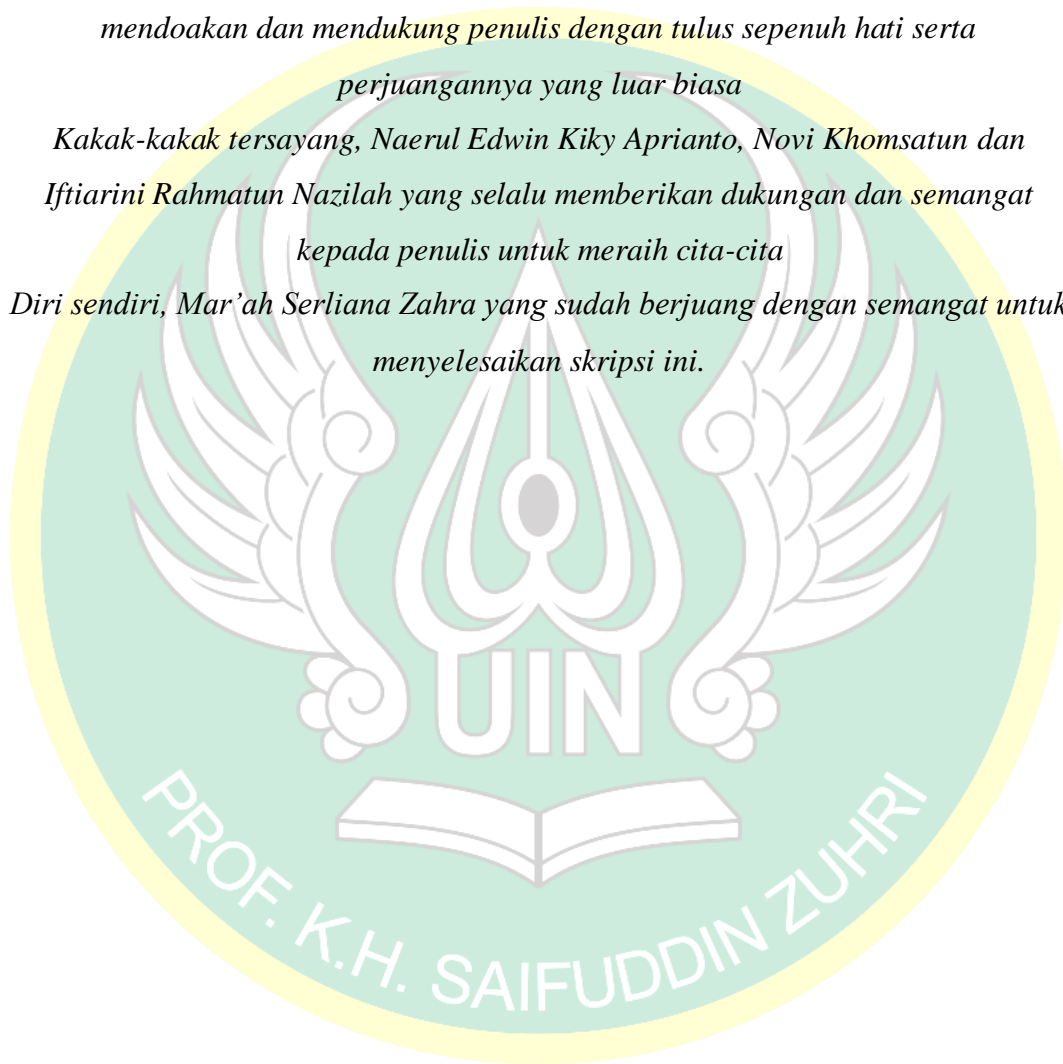 mendoakan dan mendukung penulis dengan tulus sepenuh hati serta
perjuangannya yang luar biasa
Kakak-kakak tersayang, Naerul Edwin Kiky Aprianto, Novi Khomsatun dan
Iftiarini Rahmatun Nazilah yang selalu memberikan dukungan dan semangat
kepada penulis untuk meraih cita-cita
Diri sendiri, Mar’ah Serliana Zahra yang sudah berjuang dengan semangat untuk
menyelesaikan skripsi ini.
UIN
PROF. K.H. SAIFUDDIN ZUHRI